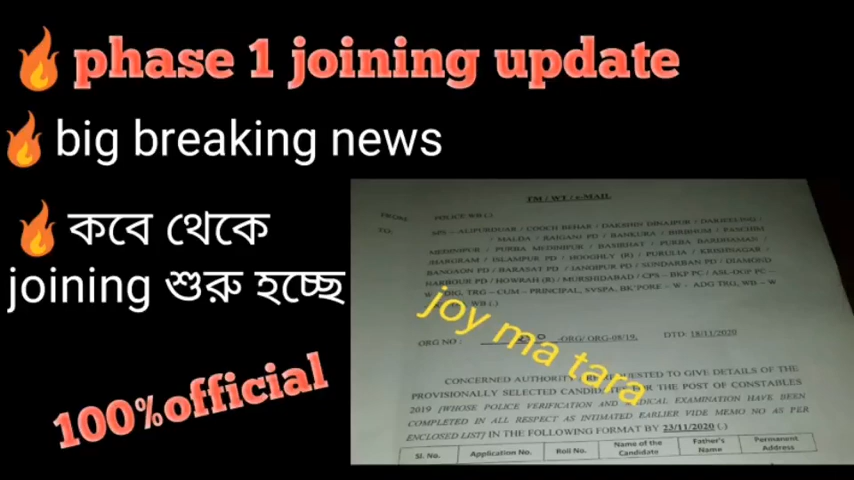 🔥phase 1 joining update
🔥big breaking news
🔥কবে থেকে
joining শুরু হচ্ছে
100%official
TM / WT / e-MAIL
FROM: POLICE WB (.)
TO: SPS – ALIPURDUAR / COOCH BEHAR / DAKSHIN DINAJPUR / DARJEELING /
/ MALDA / RAIGANJ PD / BANKURA / BIRBHUM / PASCHIM
MEDINIPUR / PURBA MEDINIPUR / BASIRHAT / PURBA BARDHAMAN /
JHARGRAM / ISLAMPUR PD / HOOGHLY (R) / PURULIA / KRISHNAGAR /
BANGAON PD / BARASAT PD / JANGIPUR PD / SUNDARBAN PD / DIAMOND
HARBOUR PD / HOWRAH (R) / MURSHIDABAD / CPS – BKP PC / ASL-DGP PC –
DIG, TRG – CUM – PRINCIPAL, SVSPA, BK'PORE – W – ADG TRG, WB – W
WB (.)
joy ma tara
ORG NO : -ORG/ ORG-08/19, DTD: 18/11/2020
CONCERNED AUTHORITY REQUESTED TO GIVE DETAILS OF THE
PROVISIONALLY SELECTED CANDIDATES FOR THE POST OF CONSTABLES
2019 [WHOSE POLICE VERIFICATION AND MEDICAL EXAMINATION HAVE BEEN
COMPLETED IN ALL RESPECT AS INTIMATED EARLIER VIDE MEMO NO AS PER
ENCLOSED LIST] IN THE FOLLOWING FORMAT BY 23/11/2020 (.)
Sl. No. Application No. Roll No. Name of the Candidate Father's Name Permanent Address